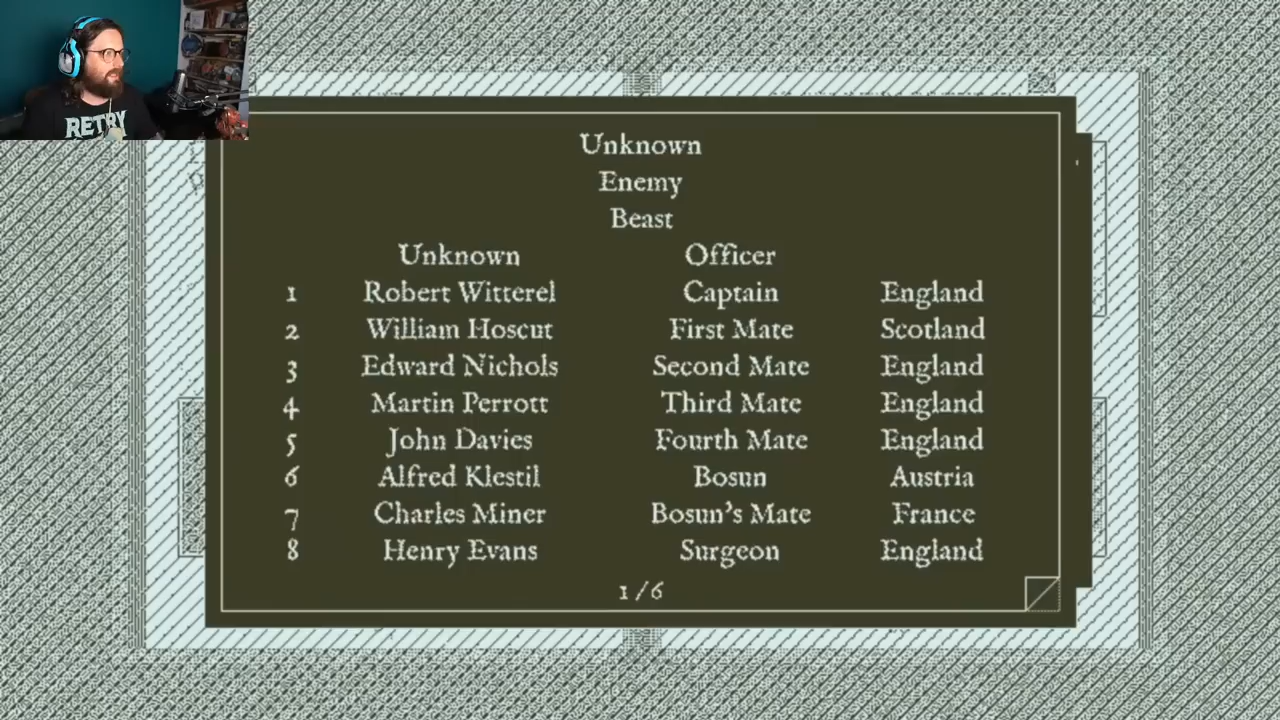 RETRY
Unknown
Enemy
Beast
Unknown Officer
1 Robert Witterel Captain England
2 William Hoscut First Mate Scotland
3 Edward Nichols Second Mate England
4 Martin Perrott Third Mate England
5 John Davies Fourth Mate England
6 Alfred Klestil Bosun Austria
7 Charles Miner Bosun's Mate France
8 Henry Evans Surgeon England
1/6